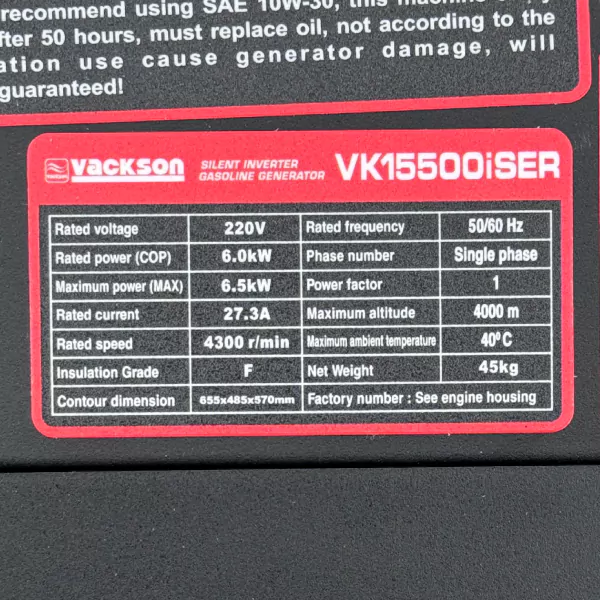 recommend using SAE 10W-30, this machine
after 50 hours, must replace oil, not according to the
ation use cause generator damage, will
guaranteed!
VACKSON SILENT INVERTER GASOLINE GENERATOR VK15500iSER
Rated voltage 220V Rated frequency 50/60 Hz
Rated power (COP) 6.0kW Phase number Single phase
Maximum power (MAX) 6.5kW Power factor 1
Rated current 27.3A Maximum altitude 4000 m
Rated speed 4300 r/min Maximum ambient temperature 40°C
Insulation Grade F Net Weight 45kg
Contour dimension 655x485x570mm Factory number : See engine housing